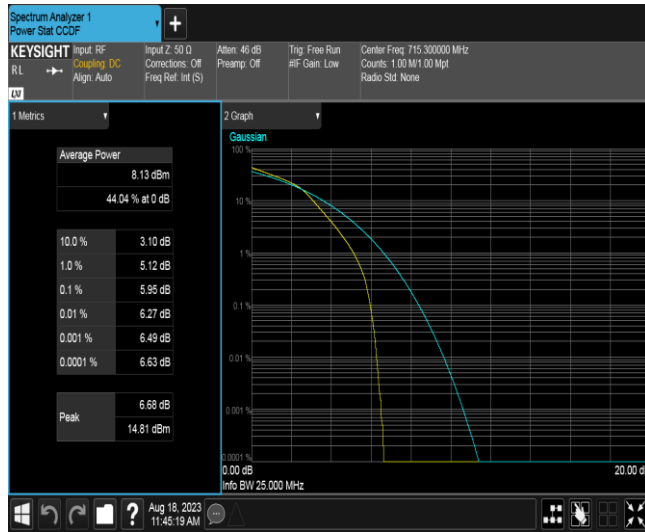 Spectrum Analyzer 1
Power Stat CCDF
+
KEYSIGHT
RL
LXI
Input: RF
Coupling: DC
Align: Auto
Input Z: 50 Ω
Corrections: Off
Freq Ref: Int (S)
Atten: 46 dB
Preamp: Off
Trig: Free Run
#IF Gain: Low
Center Freq: 715.300000 MHz
Counts: 1.00 M/1.00 Mpt
Radio Std: None
1 Metrics
Average Power
8.13 dBm
44.04 % at 0 dB
10.0 % 3.10 dB
1.0 % 5.12 dB
0.1 % 5.95 dB
0.01 % 6.27 dB
0.001 % 6.49 dB
0.0001 % 6.63 dB
Peak
6.68 dB
14.81 dBm
2 Graph
Gaussian
100 %
10 %
1 %
0.1 %
0.01 %
0.001 %
0.0001 %
0.00 dB 20.00 d
Info BW 25.000 MHz
?
Aug 18, 2023
11:45:19 AM